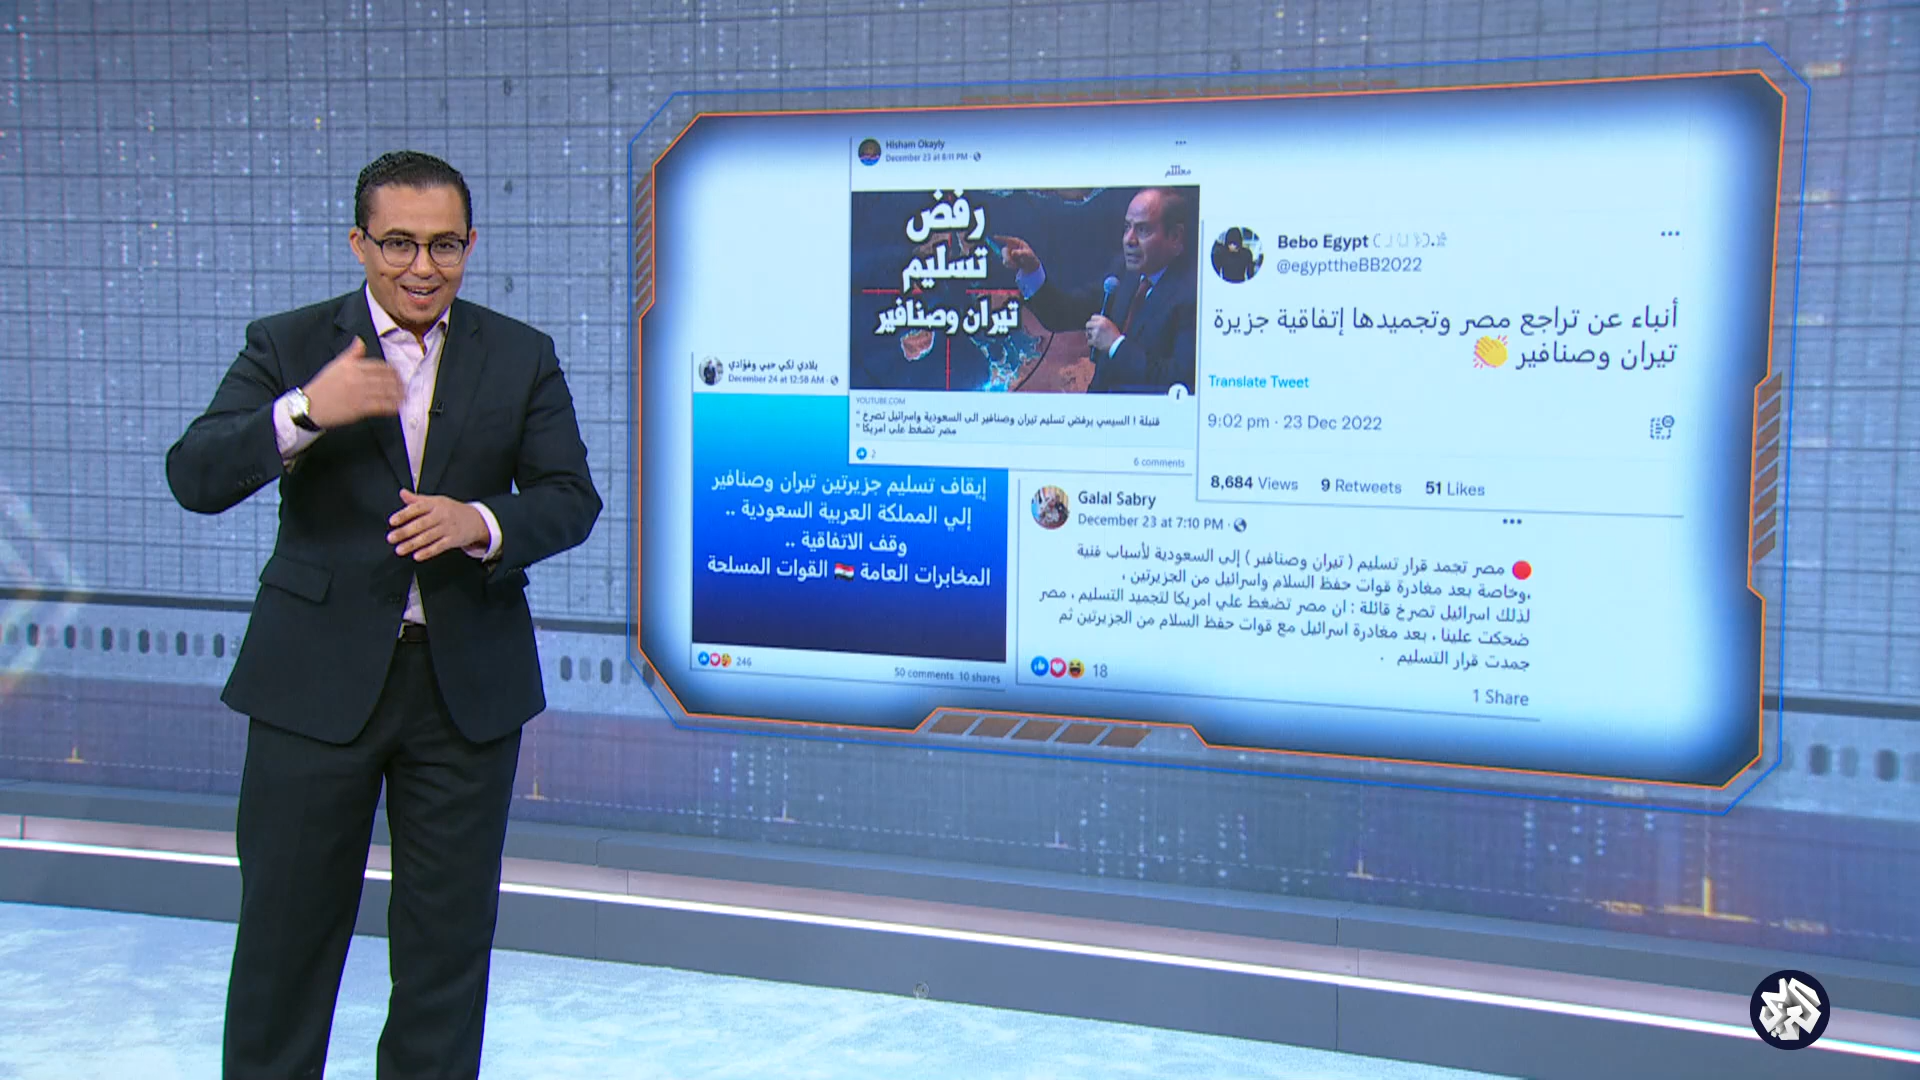 Hisham Okayly
December 23 at 8:11 PM
معلللم
رفض
تسليم
تيران وصنافير
YOUTUBE.COM
قنبلة ! السيسي يرفض تسليم تيران وصنافير الى السعودية واسرائيل تصرخ "
مصر تضغط على امريكا "
2
6 comments
Bebo Egypt
@egypttheBB2022
أنباء عن تراجع مصر وتجميدها إتفاقية جزيرة
تيران وصنافير 👏
Translate Tweet
9:02 pm · 23 Dec 2022
8,684 Views 9 Retweets 51 Likes
بلادي لكي حبي وفؤادي
December 24 at 12:58 AM
إيقاف تسليم جزيرتين تيران وصنافير
إلي المملكة العربية السعودية ..
وقف الاتفاقية ..
المخابرات العامة 🇪🇬 القوات المسلحة
246
50 comments 10 shares
Galal Sabry
December 23 at 7:10 PM
🔴 مصر تجمد قرار تسليم ( تيران وصنافير ) إلى السعودية لأسباب فنية
،وخاصة بعد مغادرة قوات حفظ السلام واسرائيل من الجزيرتين ،
لذلك اسرائيل تصرخ قائلة : ان مصر تضغط علي امريكا لتجميد التسليم ، مصر
ضحكت علينا ، بعد مغادرة اسرائيل مع قوات حفظ السلام من الجزيرتين ثم
جمدت قرار التسليم .
18
1 Share